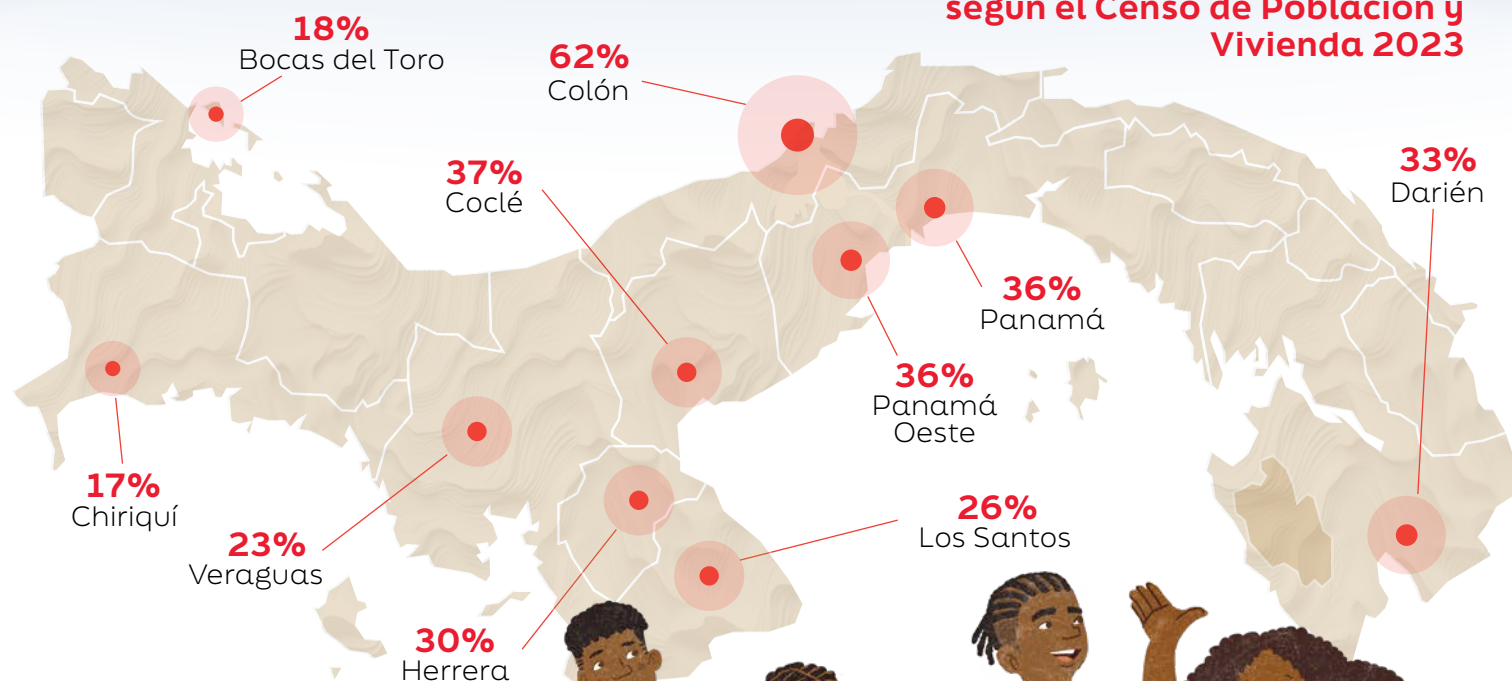 según el Censo de Población y
Vivienda 2023
18%
Bocas del Toro
62%
Colón
37%
Coclé
33%
Darién
36%
Panamá
36%
Panamá
Oeste
17%
Chiriquí
23%
Veraguas
26%
Los Santos
30%
Herrera